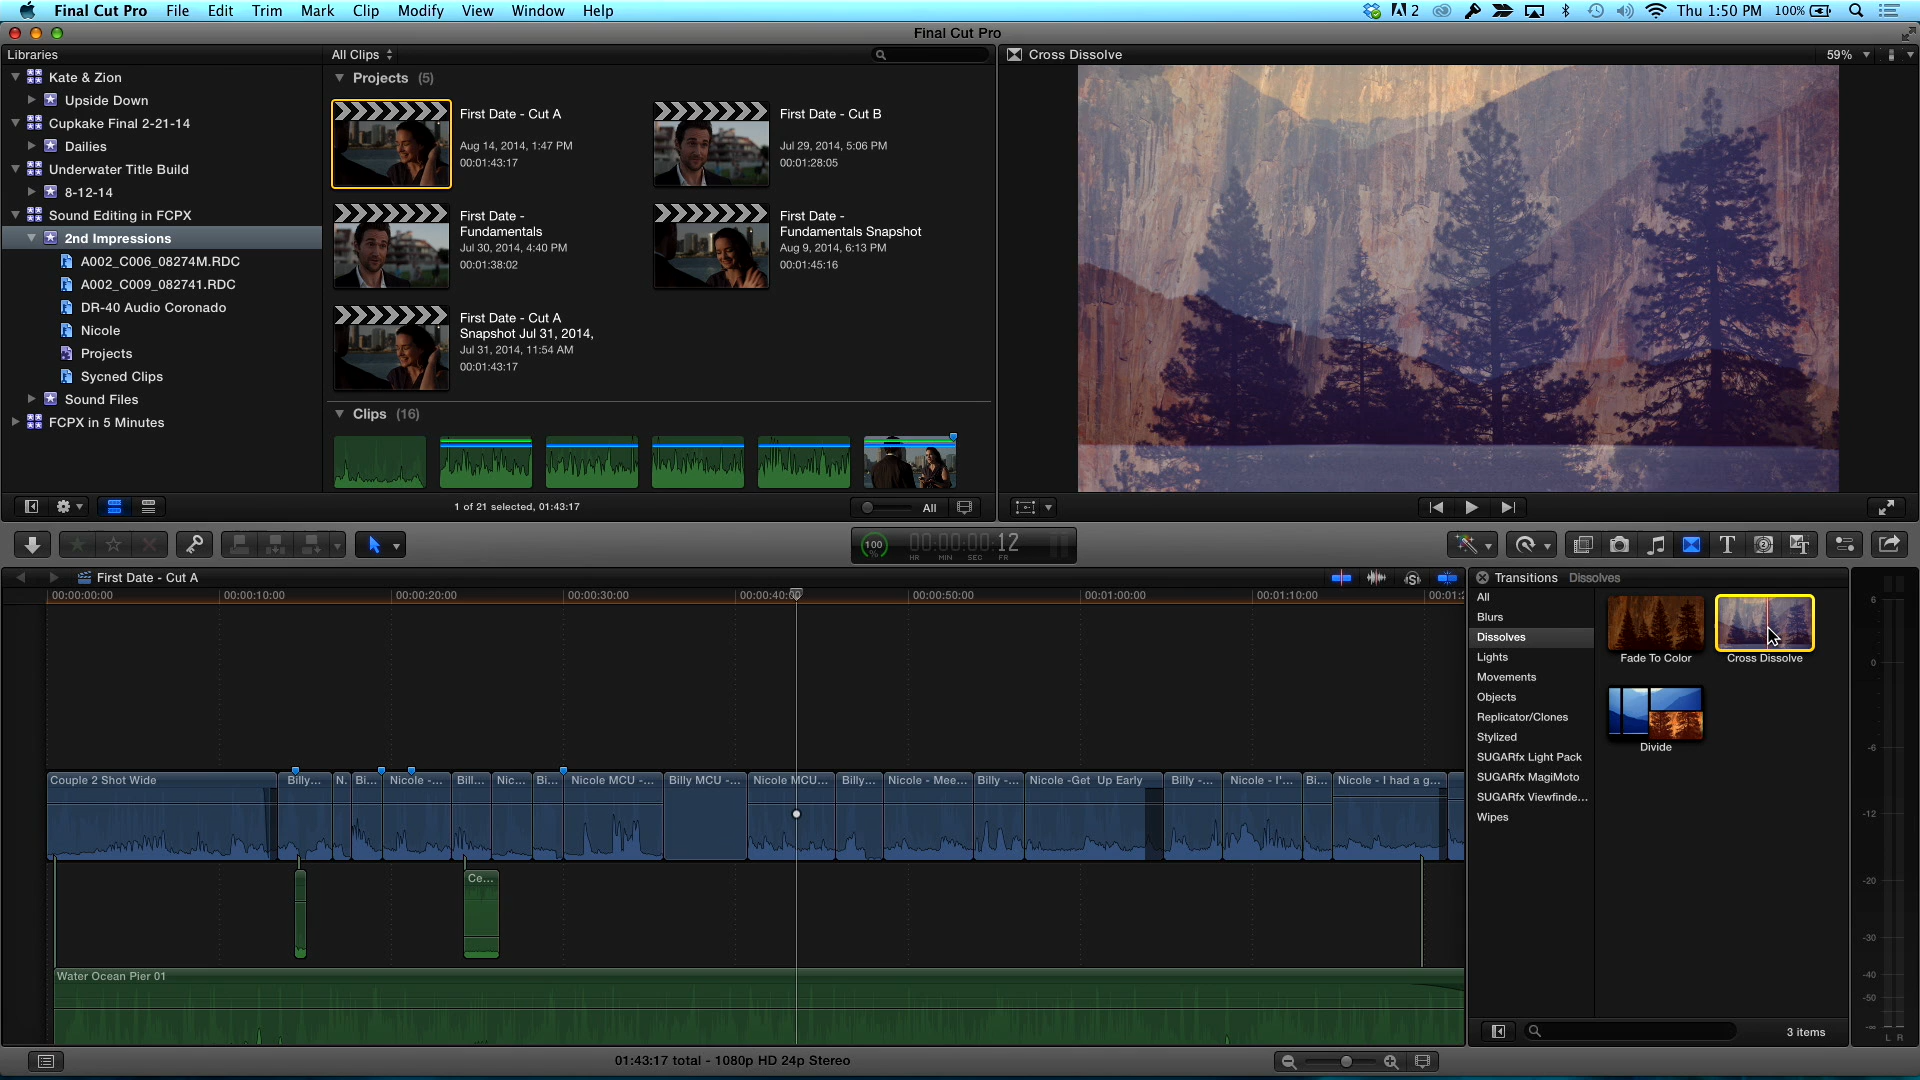 Final Cut Pro File Edit Trim Mark Clip Modify View Window Help
2 Thu 1:50 PM 100%
Final Cut Pro
Libraries
Kate & Zion
Upside Down
Cupkake Final 2-21-14
Dailies
Underwater Title Build
8-12-14
Sound Editing in FCPX
2nd Impressions
A002_C006_08274M.RDC
A002_C009_082741.RDC
DR-40 Audio Coronado
Nicole
Projects
Sycned Clips
Sound Files
FCPX in 5 Minutes
All Clips
Projects (5)
First Date - Cut A
Aug 14, 2014, 1:47 PM
00:01:43:17
First Date - Cut B
Jul 29, 2014, 5:06 PM
00:01:28:05
First Date -
Fundamentals
Jul 30, 2014, 4:40 PM
00:01:38:02
First Date -
Fundamentals Snapshot
Aug 9, 2014, 6:13 PM
00:01:45:16
First Date - Cut A
Snapshot Jul 31, 2014,
Jul 31, 2014, 11:54 AM
00:01:43:17
Clips (16)
1 of 21 selected, 01:43:17
All
Cross Dissolve
59%
100
%
00:00:00:12
HR MIN SEC FR
First Date - Cut A
00:00:00:00 00:00:10:00 00:00:20:00 00:00:30:00 00:00:40:00 00:00:50:00 00:01:00:00 00:01:10:00 00:01:2
Couple 2 Shot Wide Billy... N. Bi... Nicole -... Bill... Nic... Bi... Nicole MCU -... Billy MCU -... Nicole MCU... Billy... Nicole - Mee... Billy -... Nicole -Get Up Early Billy -... Nicole - I'... Bi... Nicole - I had a g...
Ce...
Water Ocean Pier 01
01:43:17 total - 1080p HD 24p Stereo
Transitions Dissolves
All
Blurs
Dissolves
Lights
Movements
Objects
Replicator/Clones
Stylized
SUGARfx Light Pack
SUGARfx MagiMoto
SUGARfx Viewfinde...
Wipes
Fade To Color
Cross Dissolve
Divide
3 items
6
0
-6
-12
-20
-30
-40
-50
-∞
L R